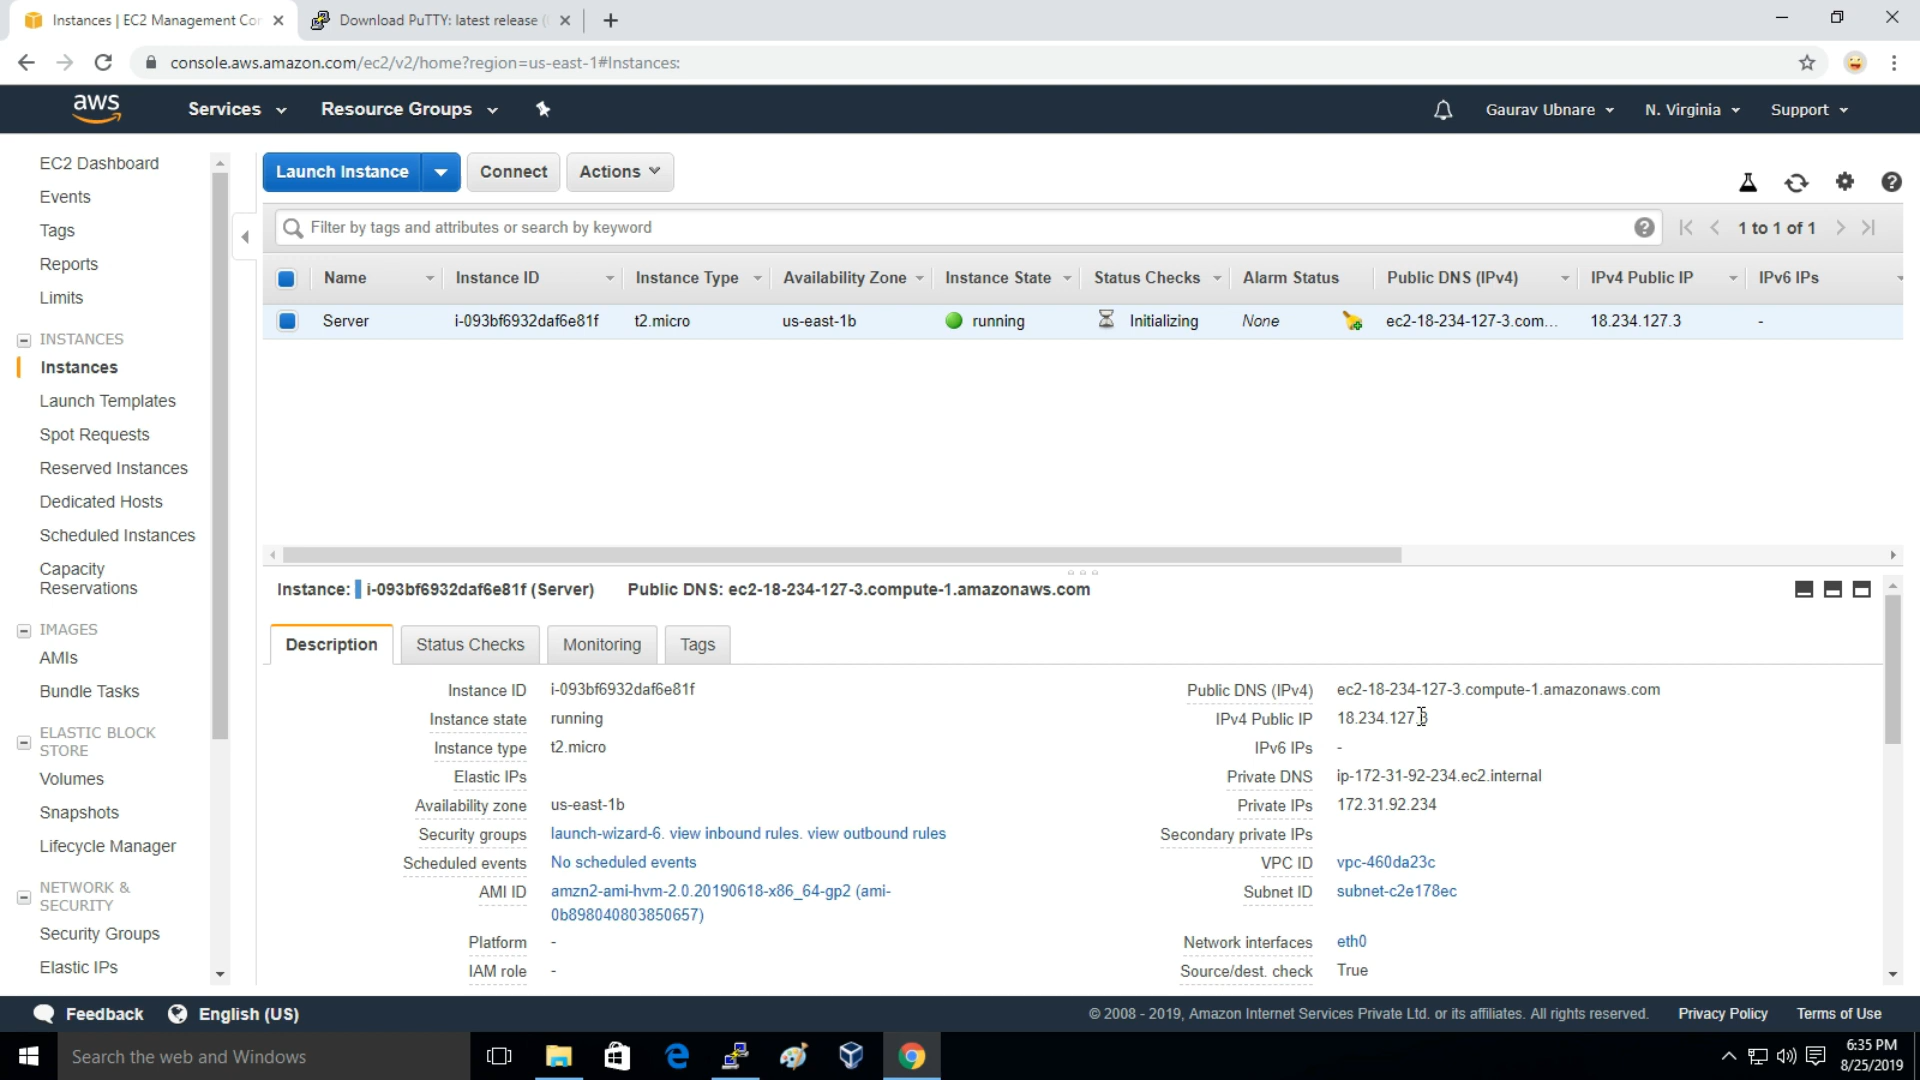 Instances | EC2 Management Con
Download PuTTY: latest release (
console.aws.amazon.com/ec2/v2/home?region=us-east-1#Instances:
aws
Services
Resource Groups
Gaurav Ubnare
N. Virginia
Support
EC2 Dashboard
Events
Tags
Reports
Limits
INSTANCES
Instances
Launch Templates
Spot Requests
Reserved Instances
Dedicated Hosts
Scheduled Instances
Capacity
Reservations
IMAGES
AMIs
Bundle Tasks
ELASTIC BLOCK
STORE
Volumes
Snapshots
Lifecycle Manager
NETWORK &
SECURITY
Security Groups
Elastic IPs
Launch Instance
Connect
Actions
Filter by tags and attributes or search by keyword
1 to 1 of 1
Name Instance ID Instance Type Availability Zone Instance State Status Checks Alarm Status Public DNS (IPv4) IPv4 Public IP IPv6 IPs
Server i-093bf6932daf6e81f t2.micro us-east-1b running Initializing None ec2-18-234-127-3.com... 18.234.127.3 -
Instance: i-093bf6932daf6e81f (Server) Public DNS: ec2-18-234-127-3.compute-1.amazonaws.com
Description Status Checks Monitoring Tags
Instance ID i-093bf6932daf6e81f
Instance state running
Instance type t2.micro
Elastic IPs
Availability zone us-east-1b
Security groups launch-wizard-6. view inbound rules. view outbound rules
Scheduled events No scheduled events
AMI ID amzn2-ami-hvm-2.0.20190618-x86_64-gp2 (ami-
0b898040803850657)
Platform -
IAM role -
Public DNS (IPv4) ec2-18-234-127-3.compute-1.amazonaws.com
IPv4 Public IP 18.234.127.3
IPv6 IPs -
Private DNS ip-172-31-92-234.ec2.internal
Private IPs 172.31.92.234
Secondary private IPs
VPC ID vpc-460da23c
Subnet ID subnet-c2e178ec
Network interfaces eth0
Source/dest. check True
Feedback
English (US)
© 2008 - 2019, Amazon Internet Services Private Ltd. or its affiliates. All rights reserved.
Privacy Policy
Terms of Use
Search the web and Windows
6:35 PM
8/25/2019